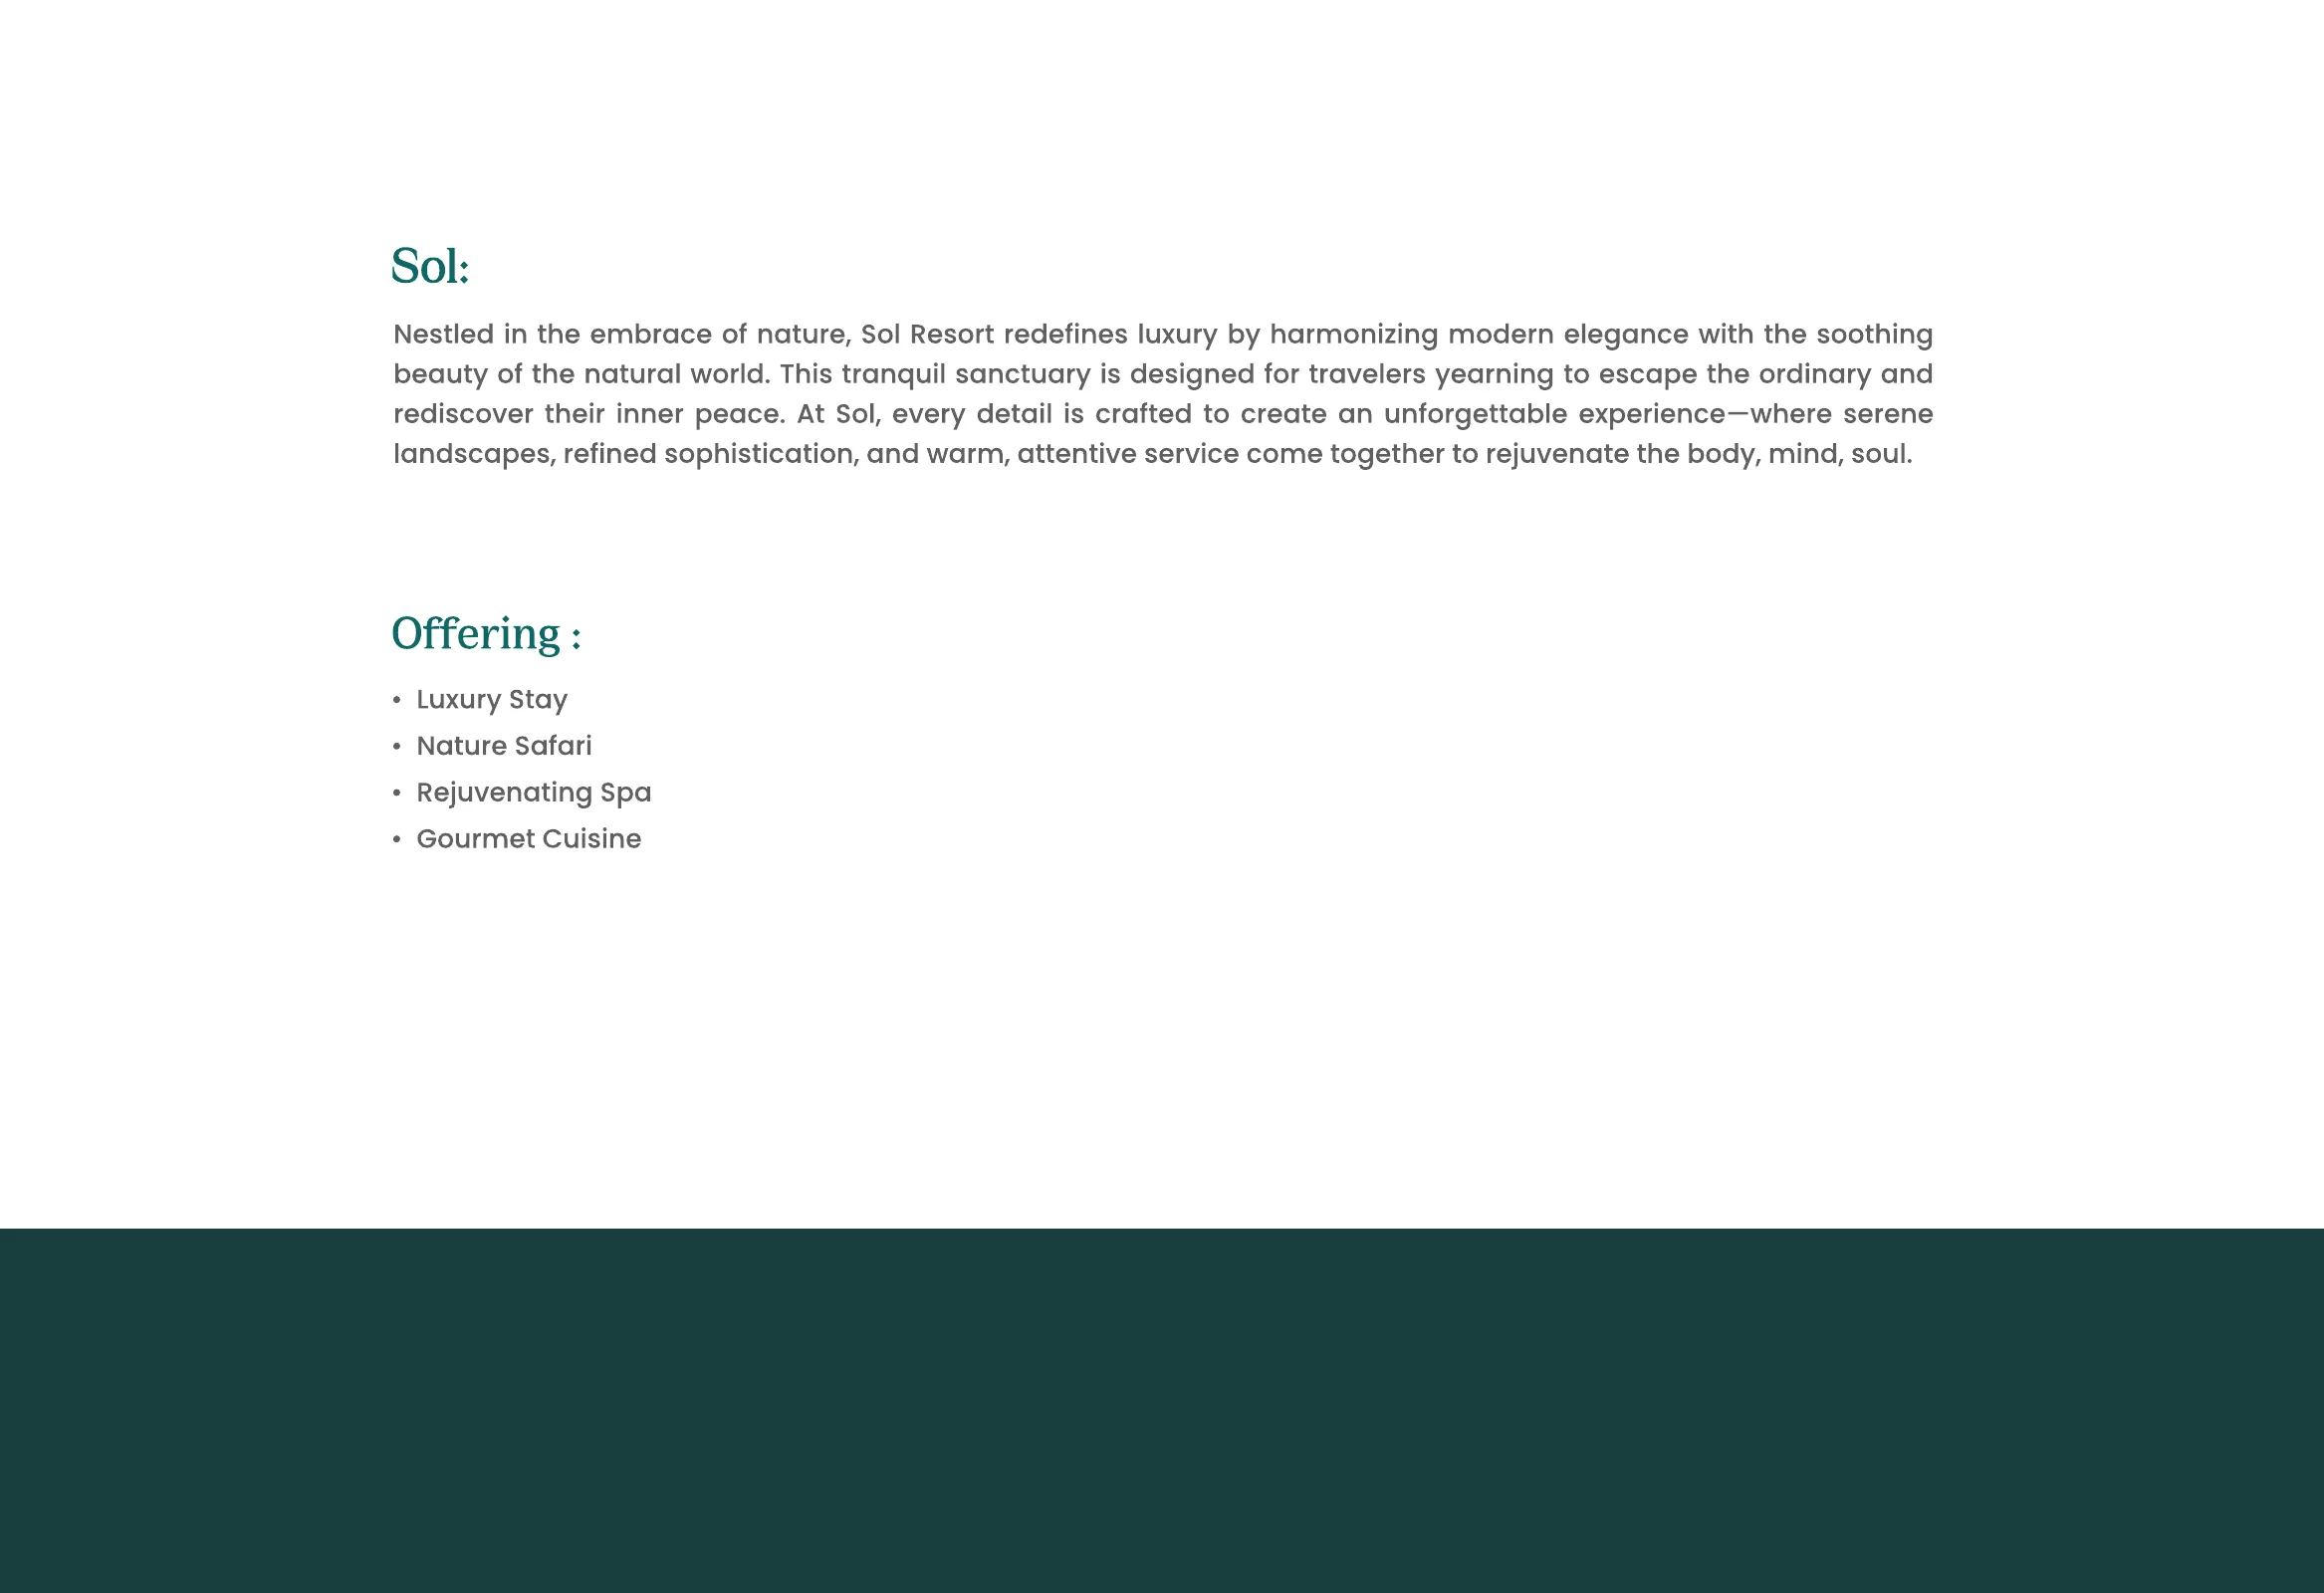 Sol:
Nestled in the embrace of nature, Sol Resort redefines luxury by harmonizing modern elegance with the soothing
beauty of the natural world. This tranquil sanctuary is designed for travelers yearning to escape the ordinary and
rediscover their inner peace. At Sol, every detail is crafted to create an unforgettable experience—where serene
landscapes, refined sophistication, and warm, attentive service come together to rejuvenate the body, mind, soul.
Offering :
• Luxury Stay
• Nature Safari
• Rejuvenating Spa
• Gourmet Cuisine